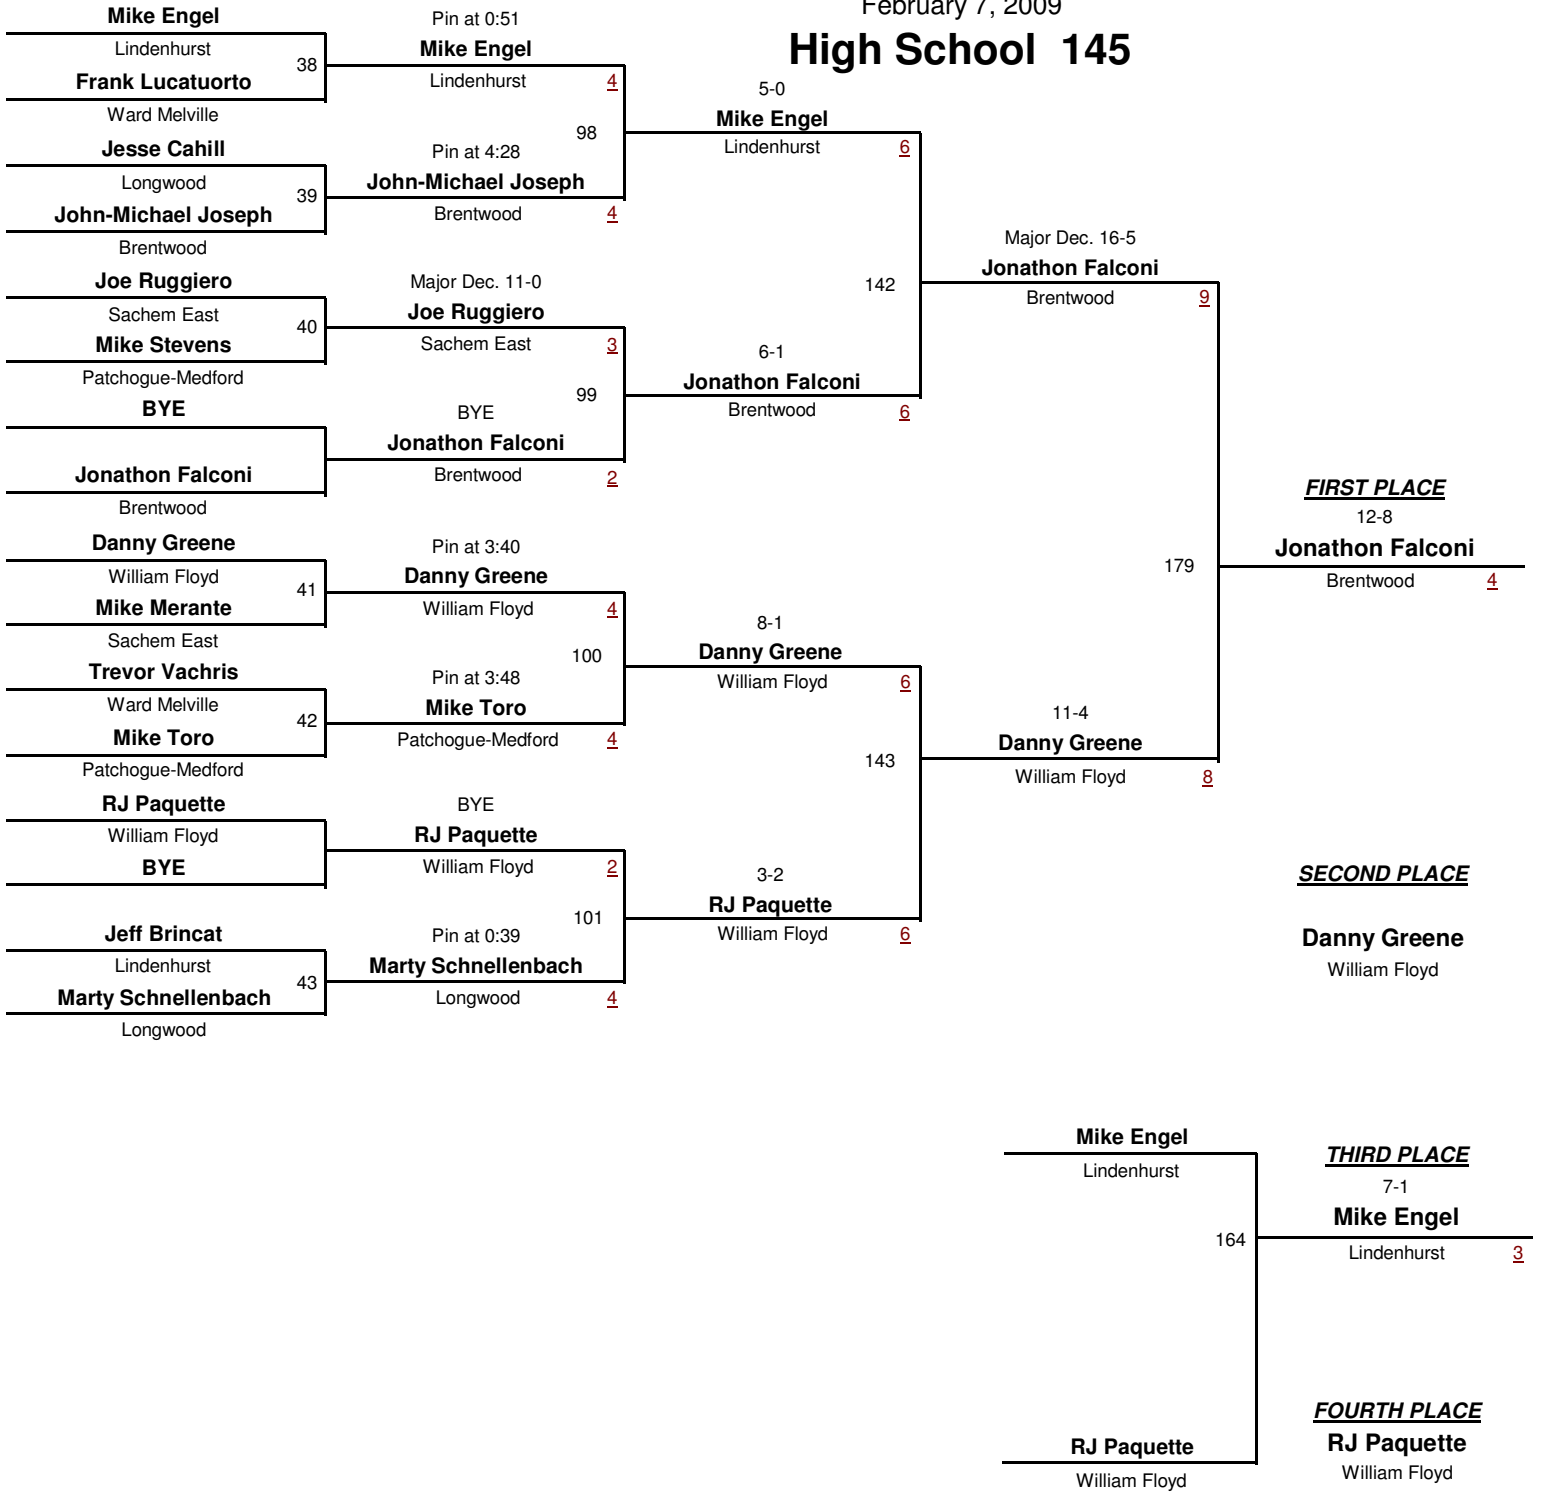 February 7, 2009
High School 145
Mike Engel
Lindenhurst
38
Frank Lucatuorto
Ward Melville
Jesse Cahill
Longwood
39
John-Michael Joseph
Brentwood
Joe Ruggiero
Sachem East
40
Mike Stevens
Patchogue-Medford
BYE
Jonathon Falconi
Brentwood
Danny Greene
William Floyd
41
Mike Merante
Sachem East
Trevor Vachris
Ward Melville
42
Mike Toro
Patchogue-Medford
RJ Paquette
William Floyd
BYE
Jeff Brincat
Lindenhurst
43
Marty Schnellenbach
Longwood
Pin at 0:51
Mike Engel
Lindenhurst 4
98
Pin at 4:28
John-Michael Joseph
Brentwood 4
Major Dec. 11-0
Joe Ruggiero
Sachem East 3
99
BYE
Jonathon Falconi
Brentwood 2
Pin at 3:40
Danny Greene
William Floyd 4
100
Pin at 3:48
Mike Toro
Patchogue-Medford 4
BYE
RJ Paquette
William Floyd 2
101
Pin at 0:39
Marty Schnellenbach
Longwood 4
5-0
Mike Engel
Lindenhurst 6
142
6-1
Jonathon Falconi
Brentwood 6
8-1
Danny Greene
William Floyd 6
143
3-2
RJ Paquette
William Floyd 6
Major Dec. 16-5
Jonathon Falconi
Brentwood 9
179
11-4
Danny Greene
William Floyd 8
FIRST PLACE
12-8
Jonathon Falconi
Brentwood 4
SECOND PLACE
Danny Greene
William Floyd
Mike Engel
Lindenhurst
164
RJ Paquette
William Floyd
THIRD PLACE
7-1
Mike Engel
Lindenhurst 3
FOURTH PLACE
RJ Paquette
William Floyd